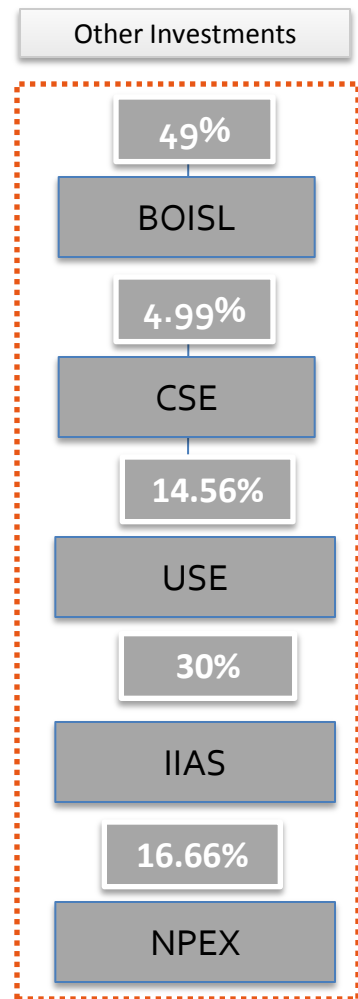 Other Investments
49%
BOISL
4.99%
CSE
14.56%
USE
30%
IIAS
16.66%
NPEX